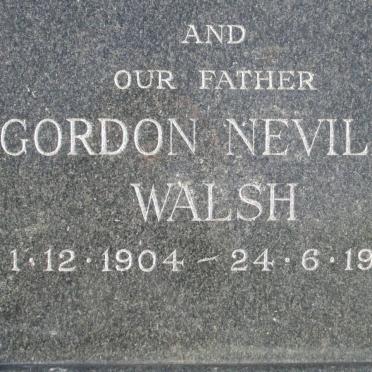 AND
OUR FATHER
GORDON NEVIL
WALSH
1·12·1904 ~ 24·6·19